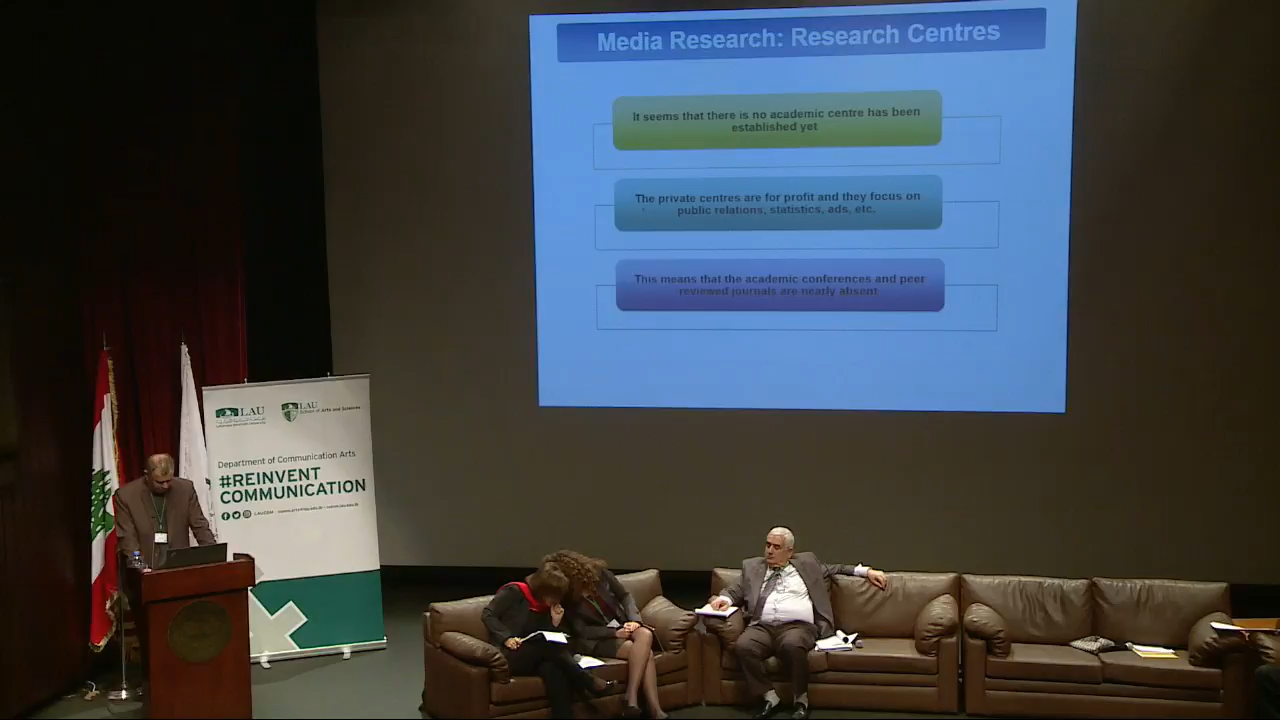 Media Research: Research Centres
It seems that there is no academic centre has been
established yet
The private centres are for profit and they focus on
public relations, statistics, ads, etc.
This means that the academic conferences and peer
reviewed journals are nearly absent
LAU
LAU
School of Arts and Sciences
Department of Communication Arts
#REINVENT
COMMUNICATION